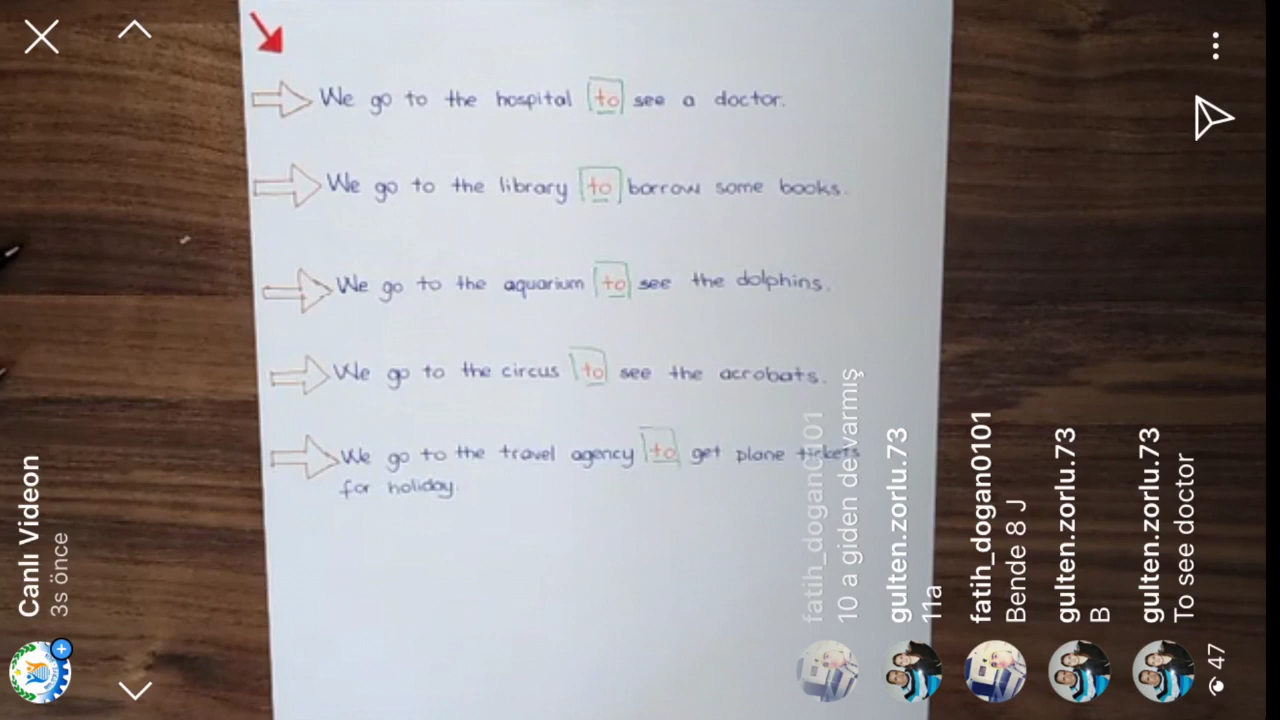 We go to the hospital to see a doctor.
We go to the library to borrow some books.
We go to the aquarium to see the dolphins.
We go to the circus to see the acrobats.
We go to the travel agency to get plane tickets
for holiday.
Canlı Videon
3s önce
fatih_dogan0101
10 a giden de varmış
gulten.zorlu.73
11a
fatih_dogan0101
Bende 8 J
gulten.zorlu.73
B
gulten.zorlu.73
To see doctor
47